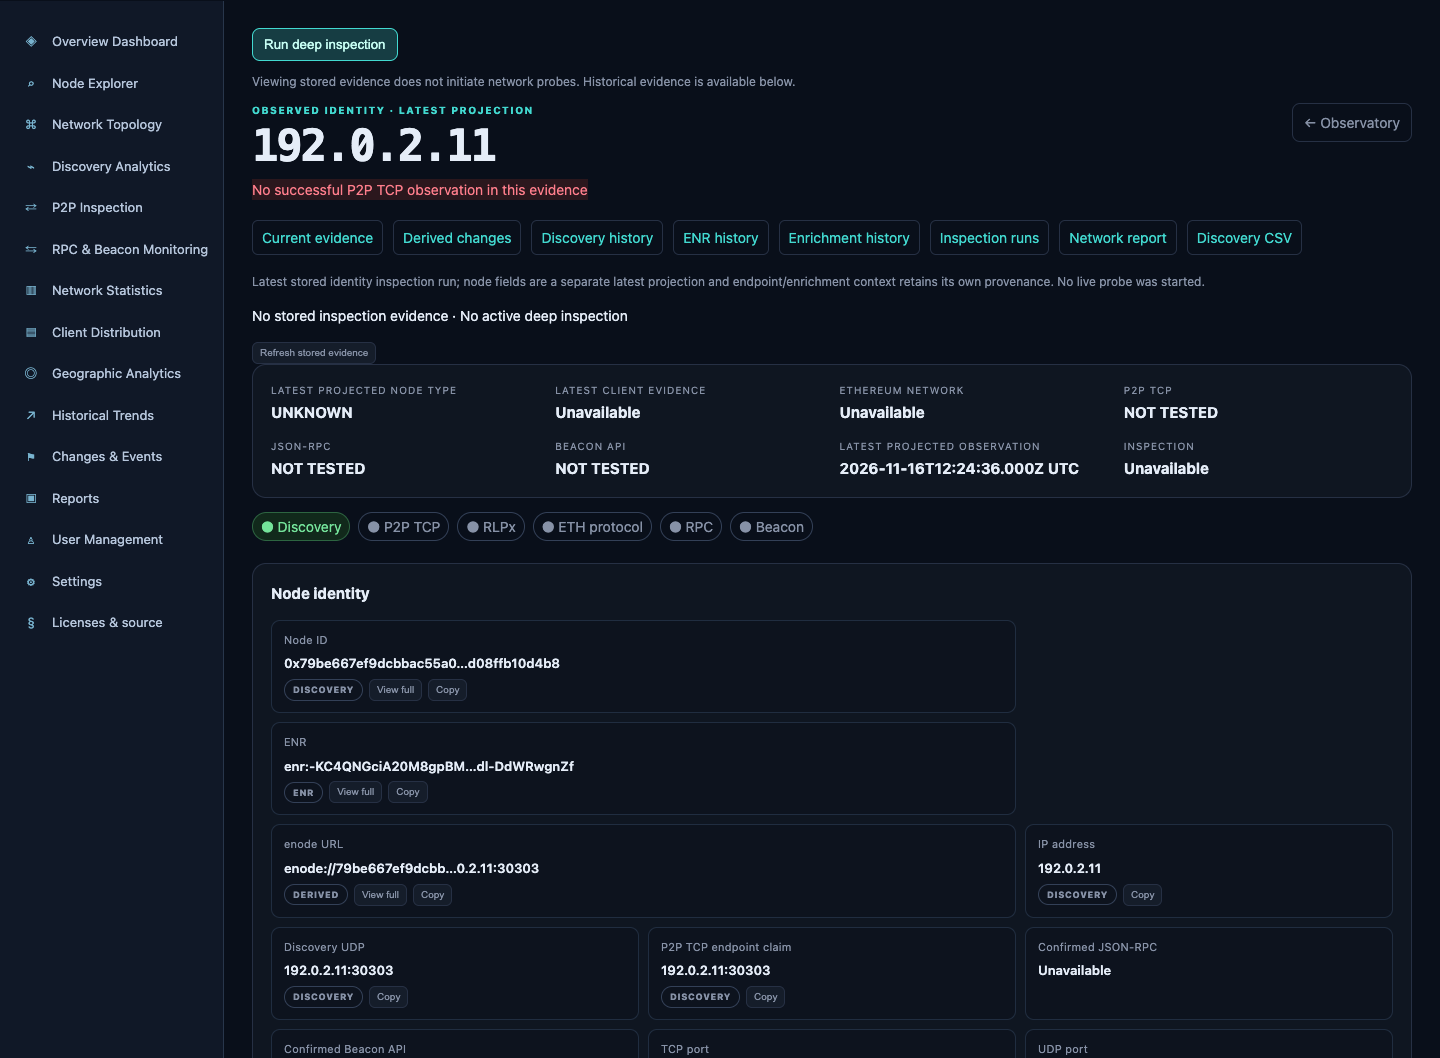 Overview Dashboard
Node Explorer
Network Topology
Discovery Analytics
P2P Inspection
RPC & Beacon Monitoring
Network Statistics
Client Distribution
Geographic Analytics
Historical Trends
Changes & Events
Reports
User Management
Settings
§ Licenses & source
Run deep inspection
Viewing stored evidence does not initiate network probes. Historical evidence is available below.
OBSERVED IDENTITY · LATEST PROJECTION
192.0.2.11
← Observatory
No successful P2P TCP observation in this evidence
Current evidence Derived changes Discovery history ENR history Enrichment history Inspection runs Network report Discovery CSV
Latest stored identity inspection run; node fields are a separate latest projection and endpoint/enrichment context retains its own provenance. No live probe was started.
No stored inspection evidence · No active deep inspection
Refresh stored evidence
LATEST PROJECTED NODE TYPE
UNKNOWN
LATEST CLIENT EVIDENCE
Unavailable
ETHEREUM NETWORK
Unavailable
P2P TCP
NOT TESTED
JSON-RPC
NOT TESTED
BEACON API
NOT TESTED
LATEST PROJECTED OBSERVATION
2026-11-16T12:24:36.000Z UTC
INSPECTION
Unavailable
Discovery P2P TCP RLPx ETH protocol RPC Beacon
Node identity
Node ID
0x79be667ef9dcbbac55a0...d08ffb10d4b8
DISCOVERY View full Copy
ENR
enr:-KC4QNGciA20M8gpBM...dl-DdWRwgnZf
ENR View full Copy
enode URL
enode://79be667ef9dcbb...0.2.11:30303
DERIVED View full Copy
IP address
192.0.2.11
DISCOVERY Copy
Discovery UDP
192.0.2.11:30303
DISCOVERY Copy
P2P TCP endpoint claim
192.0.2.11:30303
DISCOVERY Copy
Confirmed JSON-RPC
Unavailable
Confirmed Beacon API
TCP port
UDP port